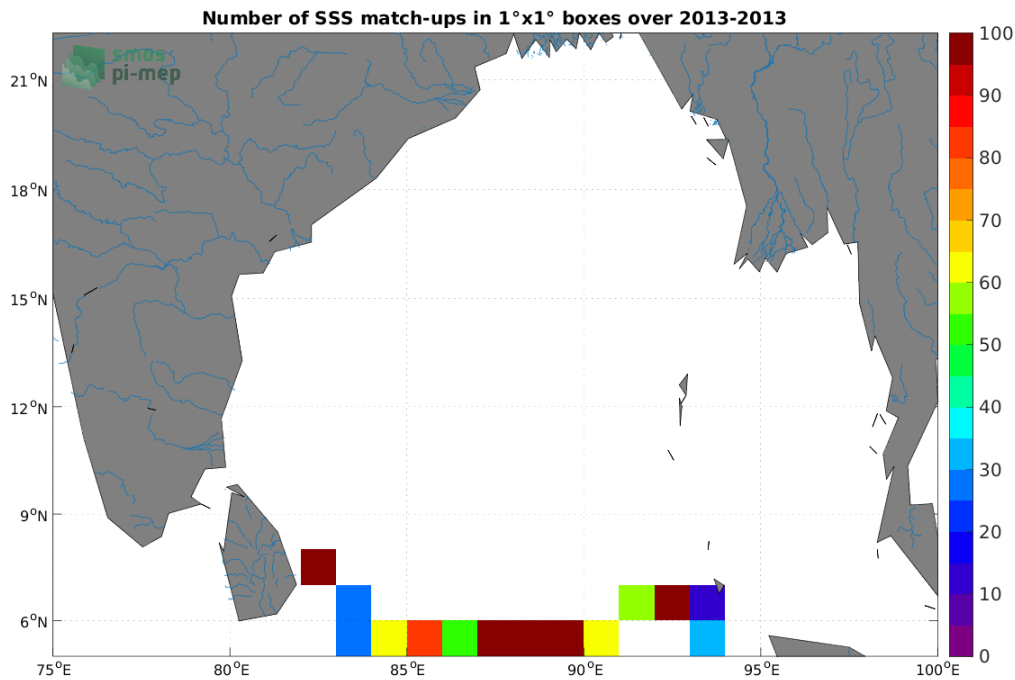 Number of SSS match-ups in 1°x1° boxes over 2013-2013
smos
pi-mep
21°N
18°N
15°N
12°N
9°N
6°N
75°E 80°E 85°E 90°E 95°E 100°E
100
90
80
70
60
50
40
30
20
10
0